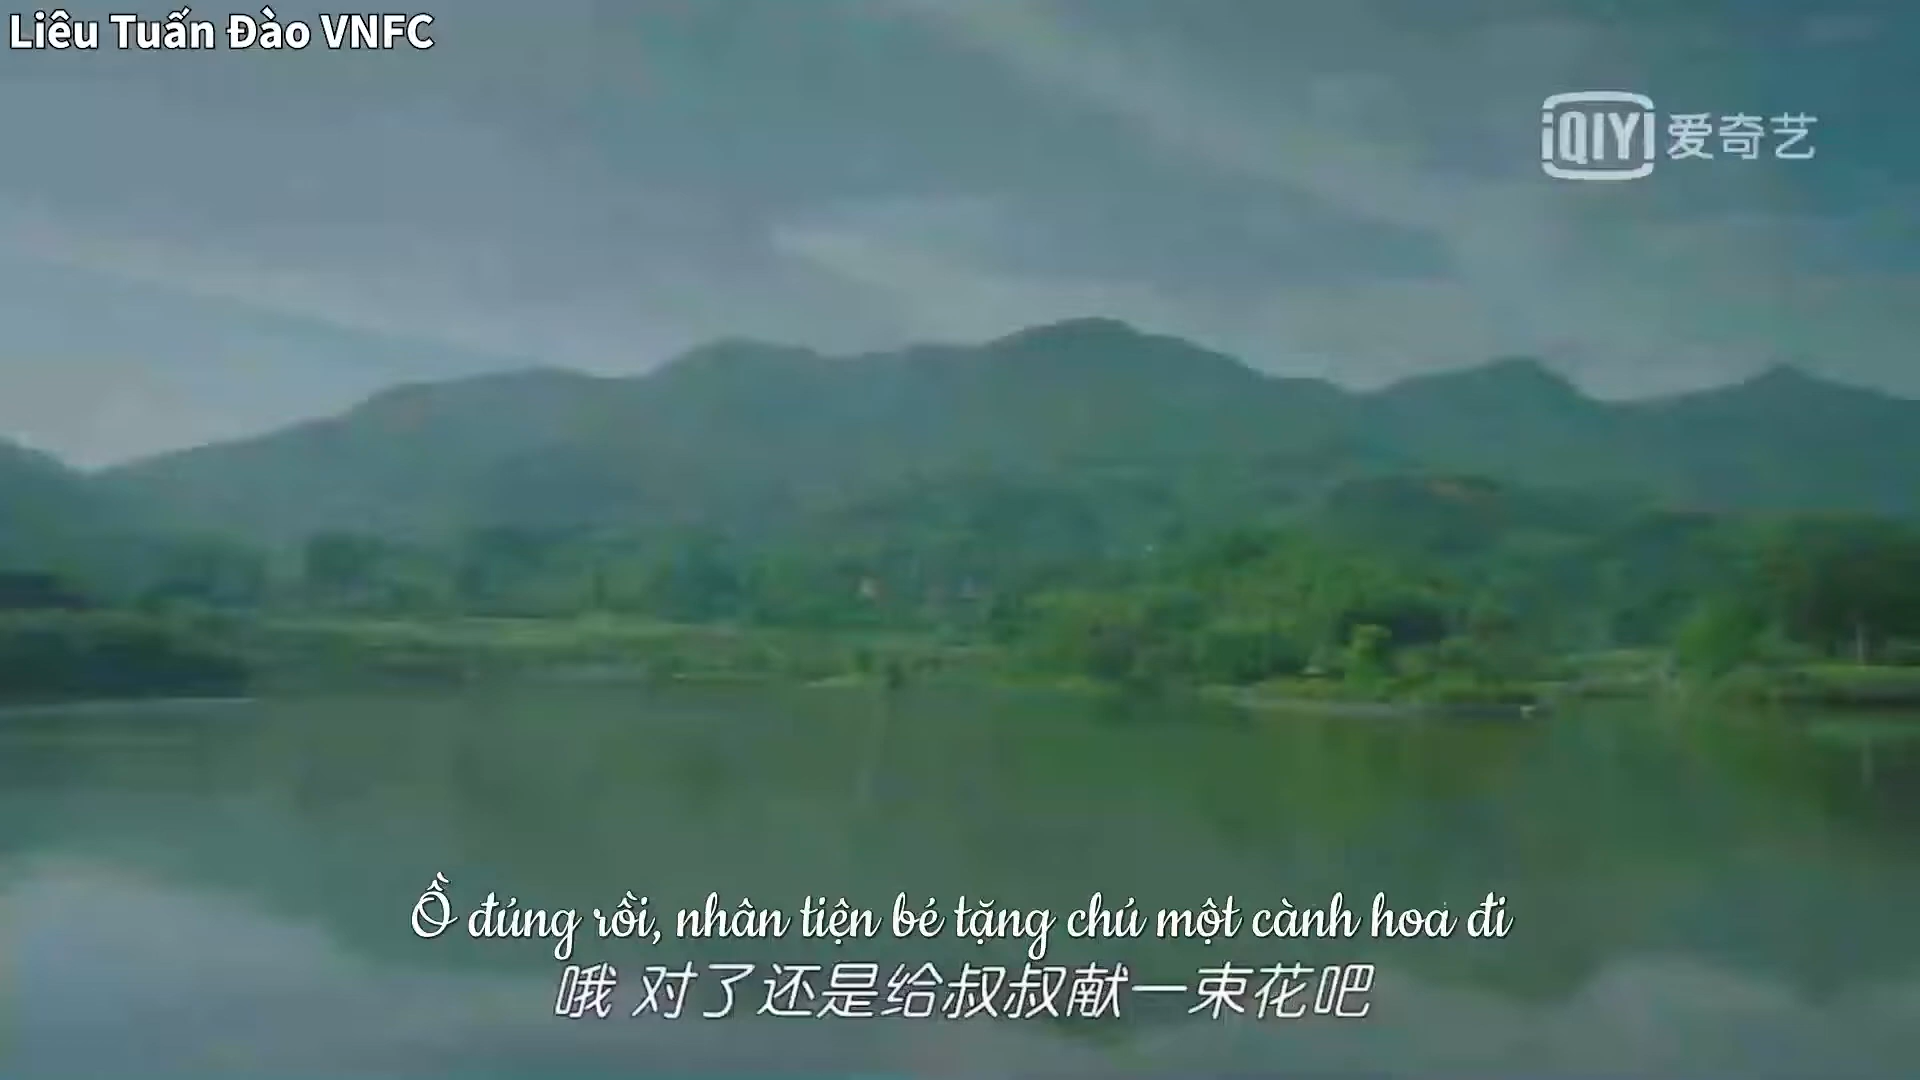 Liêu Tuấn Đào VNFC
iQIYI 爱奇艺
Ồ đúng rồi, nhân tiện bé tặng chú một cành hoa đi
哦 对了还是给叔叔献一束花吧